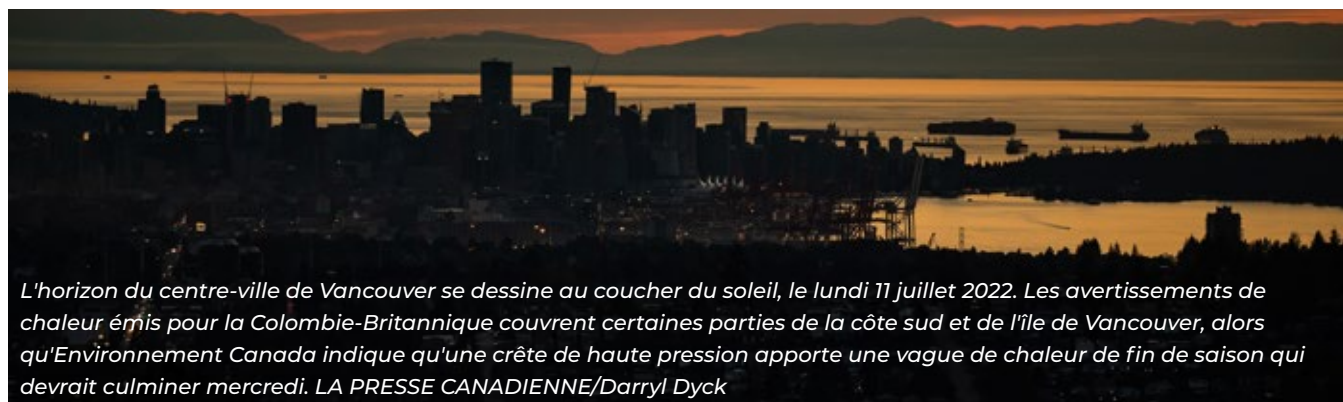 L'horizon du centre-ville de Vancouver se dessine au coucher du soleil, le lundi 11 juillet 2022. Les avertissements de
chaleur émis pour la Colombie-Britannique couvrent certaines parties de la côte sud et de l'île de Vancouver, alors
qu'Environnement Canada indique qu'une crête de haute pression apporte une vague de chaleur de fin de saison qui
devrait culminer mercredi. LA PRESSE CANADIENNE/Darryl Dyck